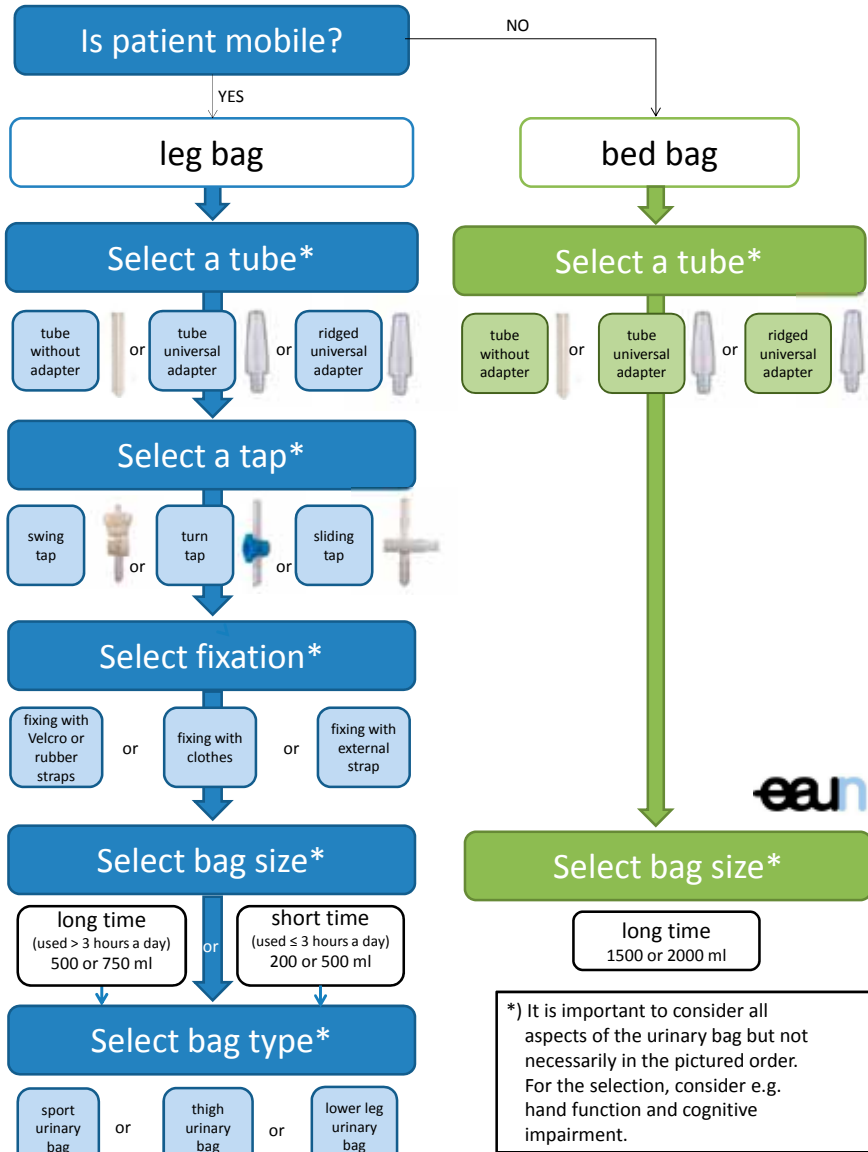 Is patient mobile?
NO
YES
leg bag
bed bag
Select a tube*
Select a tube*
tube
without
adapter
or
tube
universal
adapter
or
ridged
universal
adapter
tube
without
adapter
or
tube
universal
adapter
or
ridged
universal
adapter
Select a tap*
swing
tap
or
turn
tap
or
sliding
tap
Select fixation*
fixing with
Velcro or
rubber
straps
or
fixing with
clothes
or
fixing with
external
strap
eaun
Select bag size*
Select bag size*
long time
(used > 3 hours a day)
500 or 750 ml
or
short time
(used ≤ 3 hours a day)
200 or 500 ml
long time
1500 or 2000 ml
Select bag type*
sport
urinary
bag
or
thigh
urinary
bag
or
lower leg
urinary
bag
*) It is important to consider all
aspects of the urinary bag but not
necessarily in the pictured order.
For the selection, consider e.g.
hand function and cognitive
impairment.